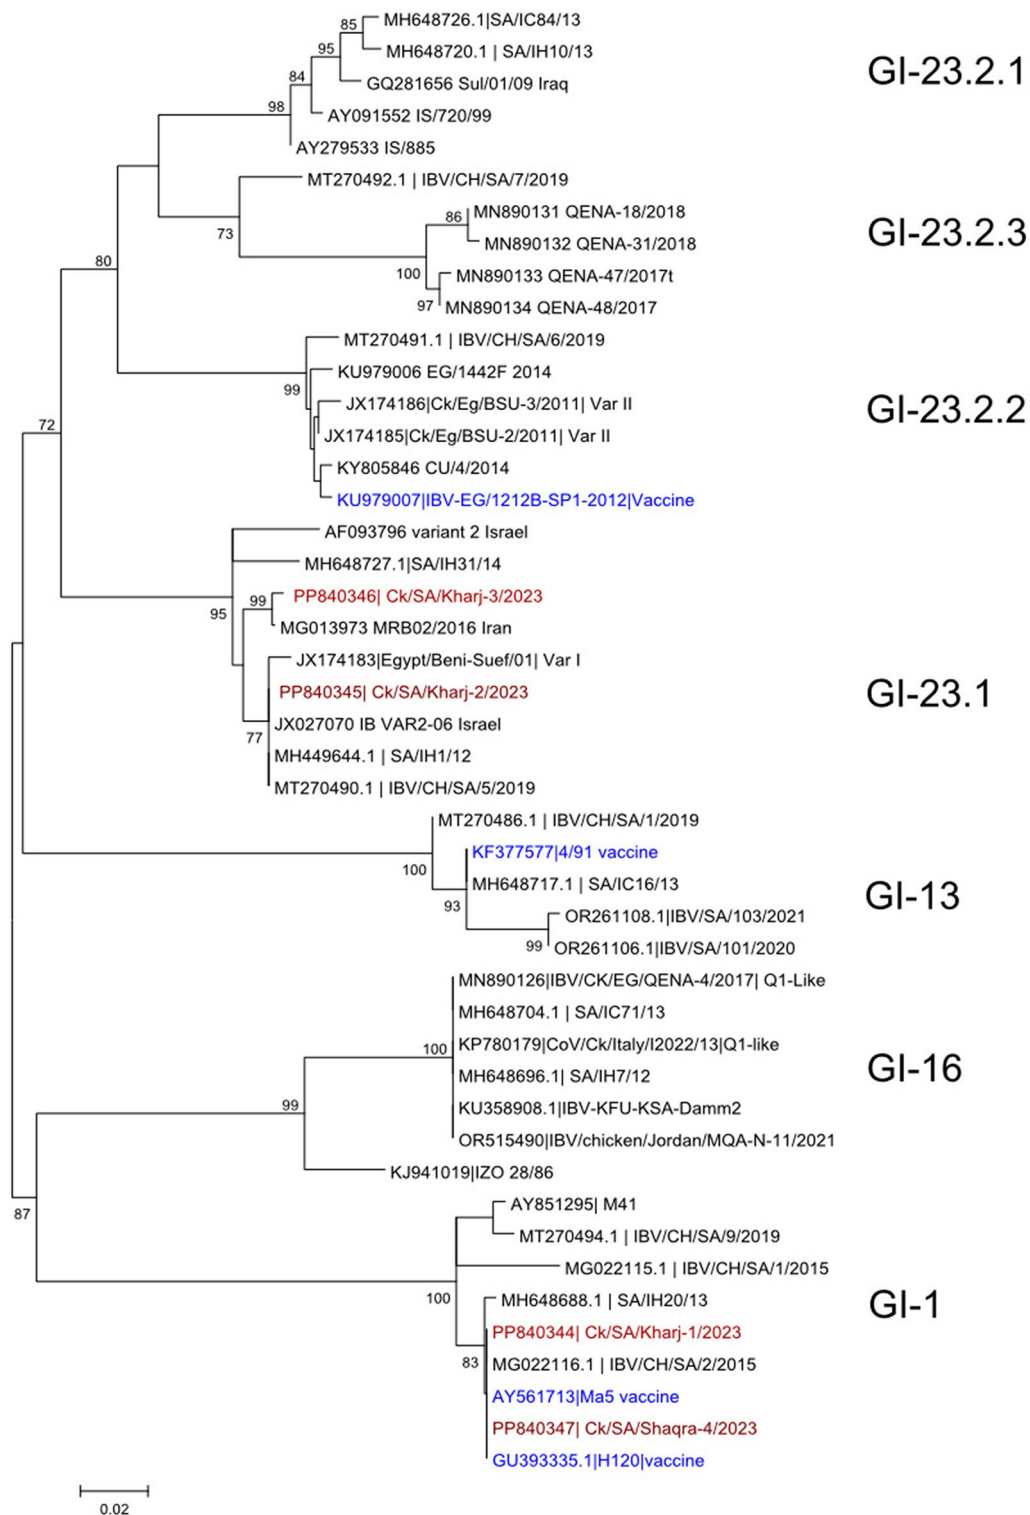 85
MH648726.1|SA/IC84/13
95
MH648720.1 | SA/IH10/13
GI-23.2.1
84
GQ281656 Sul/01/09 Iraq
98
AY091552 IS/720/99
AY279533 IS/885
MT270492.1 | IBV/CH/SA/7/2019
86
MN890131 QENA-18/2018
73
GI-23.2.3
MN890132 QENA-31/2018
80
100
MN890133 QENA-47/2017t
97
MN890134 QENA-48/2017
MT270491.1 | IBV/CH/SA/6/2019
KU979006 EG/1442F 2014
99
JX174186|Ck/Eg/BSU-3/2011| Var II
GI-23.2.2
72
JX174185|Ck/Eg/BSU-2/2011| Var II
KY805846 CU/4/2014
KU979007|IBV-EG/1212B-SP1-2012|Vaccine
AF093796 variant 2 Israel
MH648727.1|SA/IH31/14
99
PP840346| Ck/SA/Kharj-3/2023
95
MG013973 MRB02/2016 Iran
JX174183|Egypt/Beni-Suef/01| Var I
PP840345| Ck/SA/Kharj-2/2023
GI-23.1
JX027070 IB VAR2-06 Israel
77
MH449644.1 | SA/IH1/12
MT270490.1 | IBV/CH/SA/5/2019
MT270486.1 | IBV/CH/SA/1/2019
KF377577|4/91 vaccine
100
MH648717.1 | SA/IC16/13
GI-13
93
OR261108.1|IBV/SA/103/2021
99
OR261106.1|IBV/SA/101/2020
MN890126|IBV/CK/EG/QENA-4/2017| Q1-Like
MH648704.1 | SA/IC71/13
100
KP780179|CoV/Ck/Italy/I2022/13|Q1-like
GI-16
MH648696.1| SA/IH7/12
99
KU358908.1|IBV-KFU-KSA-Damm2
OR515490|IBV/chicken/Jordan/MQA-N-11/2021
KJ941019|IZO 28/86
87
AY851295| M41
MT270494.1 | IBV/CH/SA/9/2019
MG022115.1 | IBV/CH/SA/1/2015
100
MH648688.1 | SA/IH20/13
GI-1
PP840344| Ck/SA/Kharj-1/2023
83
MG022116.1 | IBV/CH/SA/2/2015
AY561713|Ma5 vaccine
PP840347| Ck/SA/Shaqra-4/2023
GU393335.1|H120|vaccine
0.02